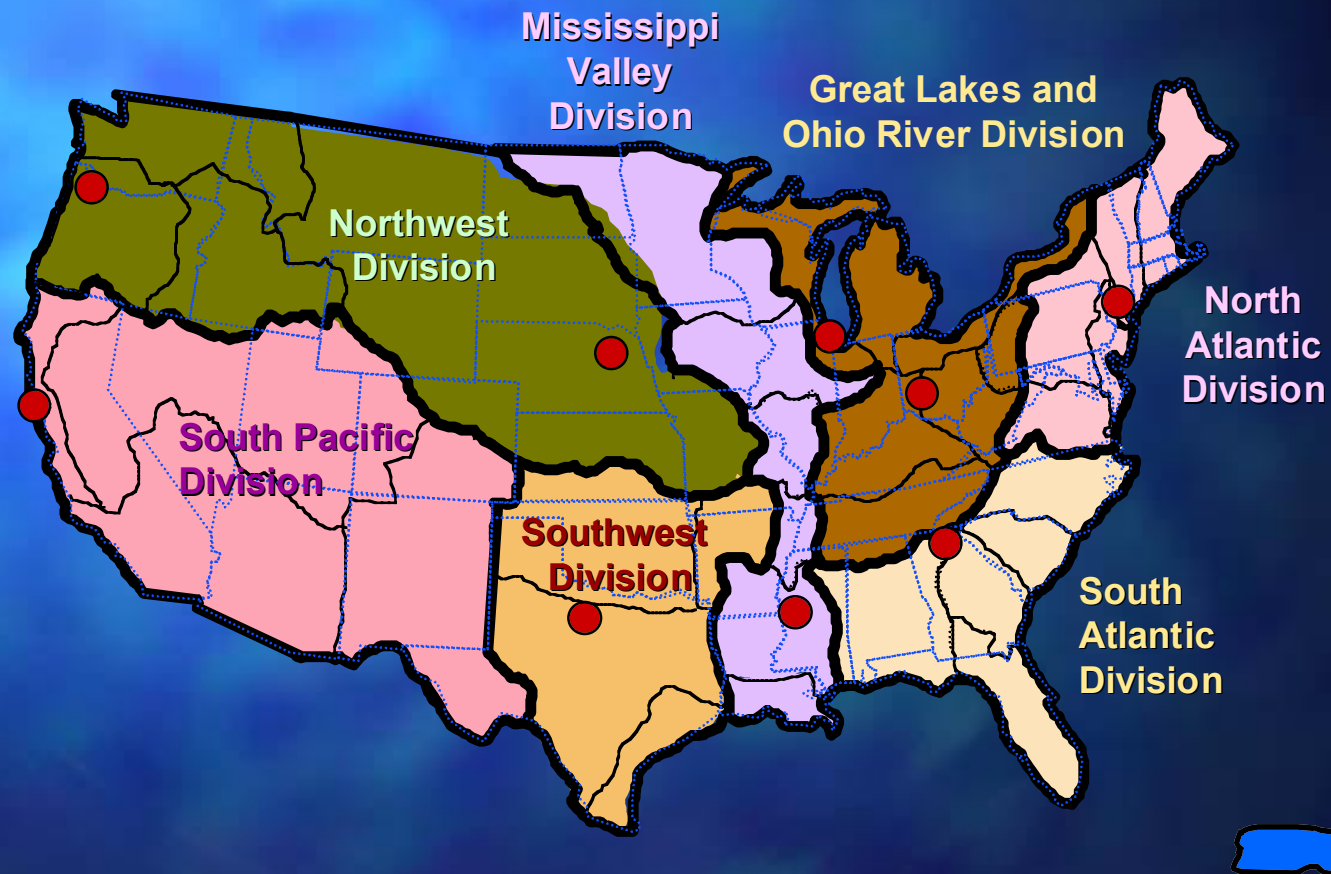 Mississippi
Valley
Division
Great Lakes and
Ohio River Division
Northwest
Division
North
Atlantic
Division
South Pacific
Division
Southwest
Division
South
Atlantic
Division